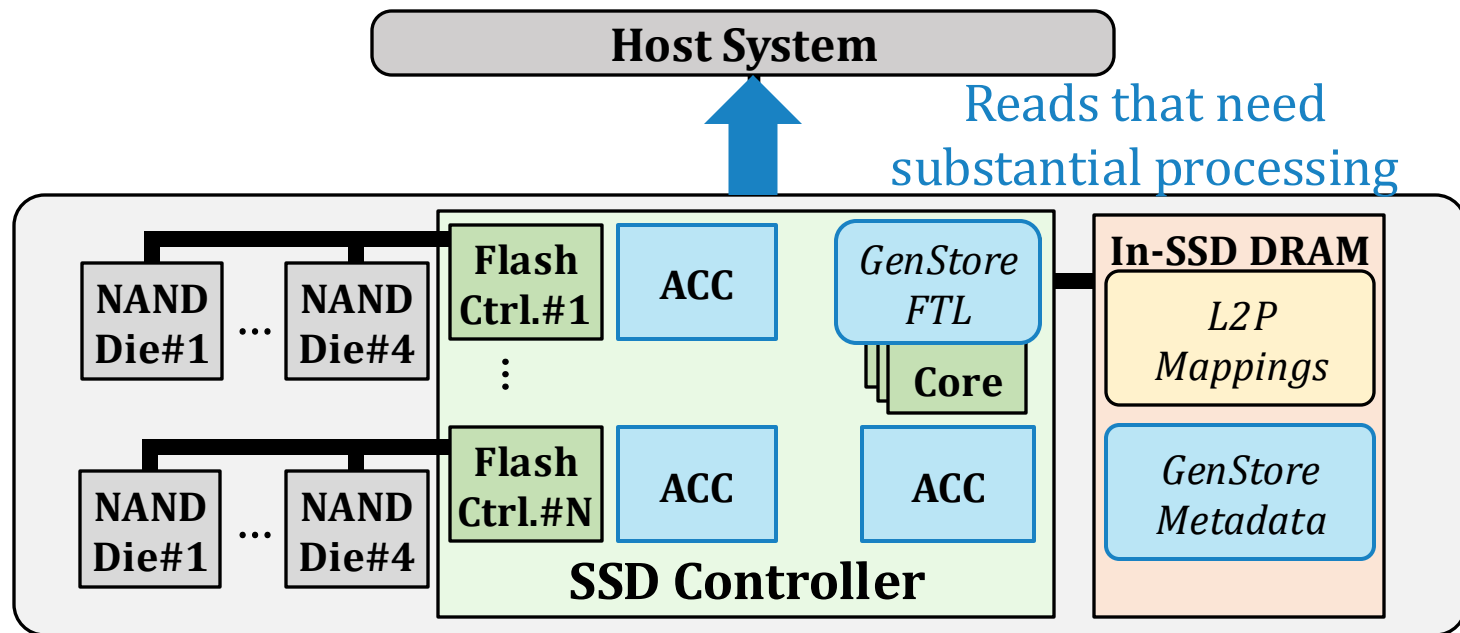 Host System
Reads that need
substantial processing
NAND
Die#1
...
NAND
Die#4
Flash
Ctrl.#1
...
ACC
GenStore
FTL
Core
In-SSD DRAM
L2P
Mappings
NAND
Die#1
...
NAND
Die#4
Flash
Ctrl.#N
ACC
ACC
GenStore
Metadata
SSD Controller